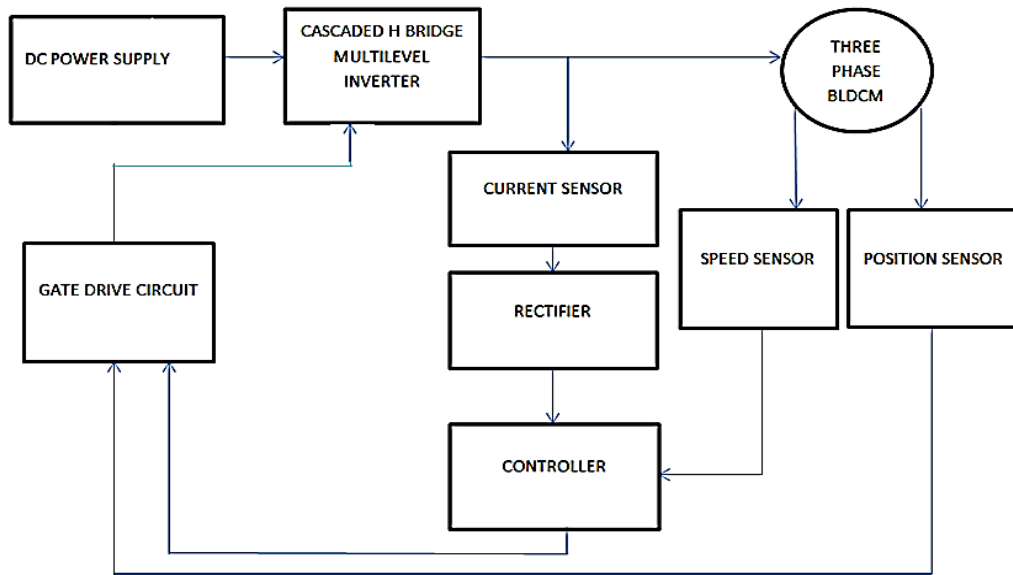 DC POWER SUPPLY
CASCADED H BRIDGE
MULTILEVEL
INVERTER
THREE
PHASE
BLDCM
CURRENT SENSOR
SPEED SENSOR
POSITION SENSOR
GATE DRIVE CIRCUIT
RECTIFIER
CONTROLLER